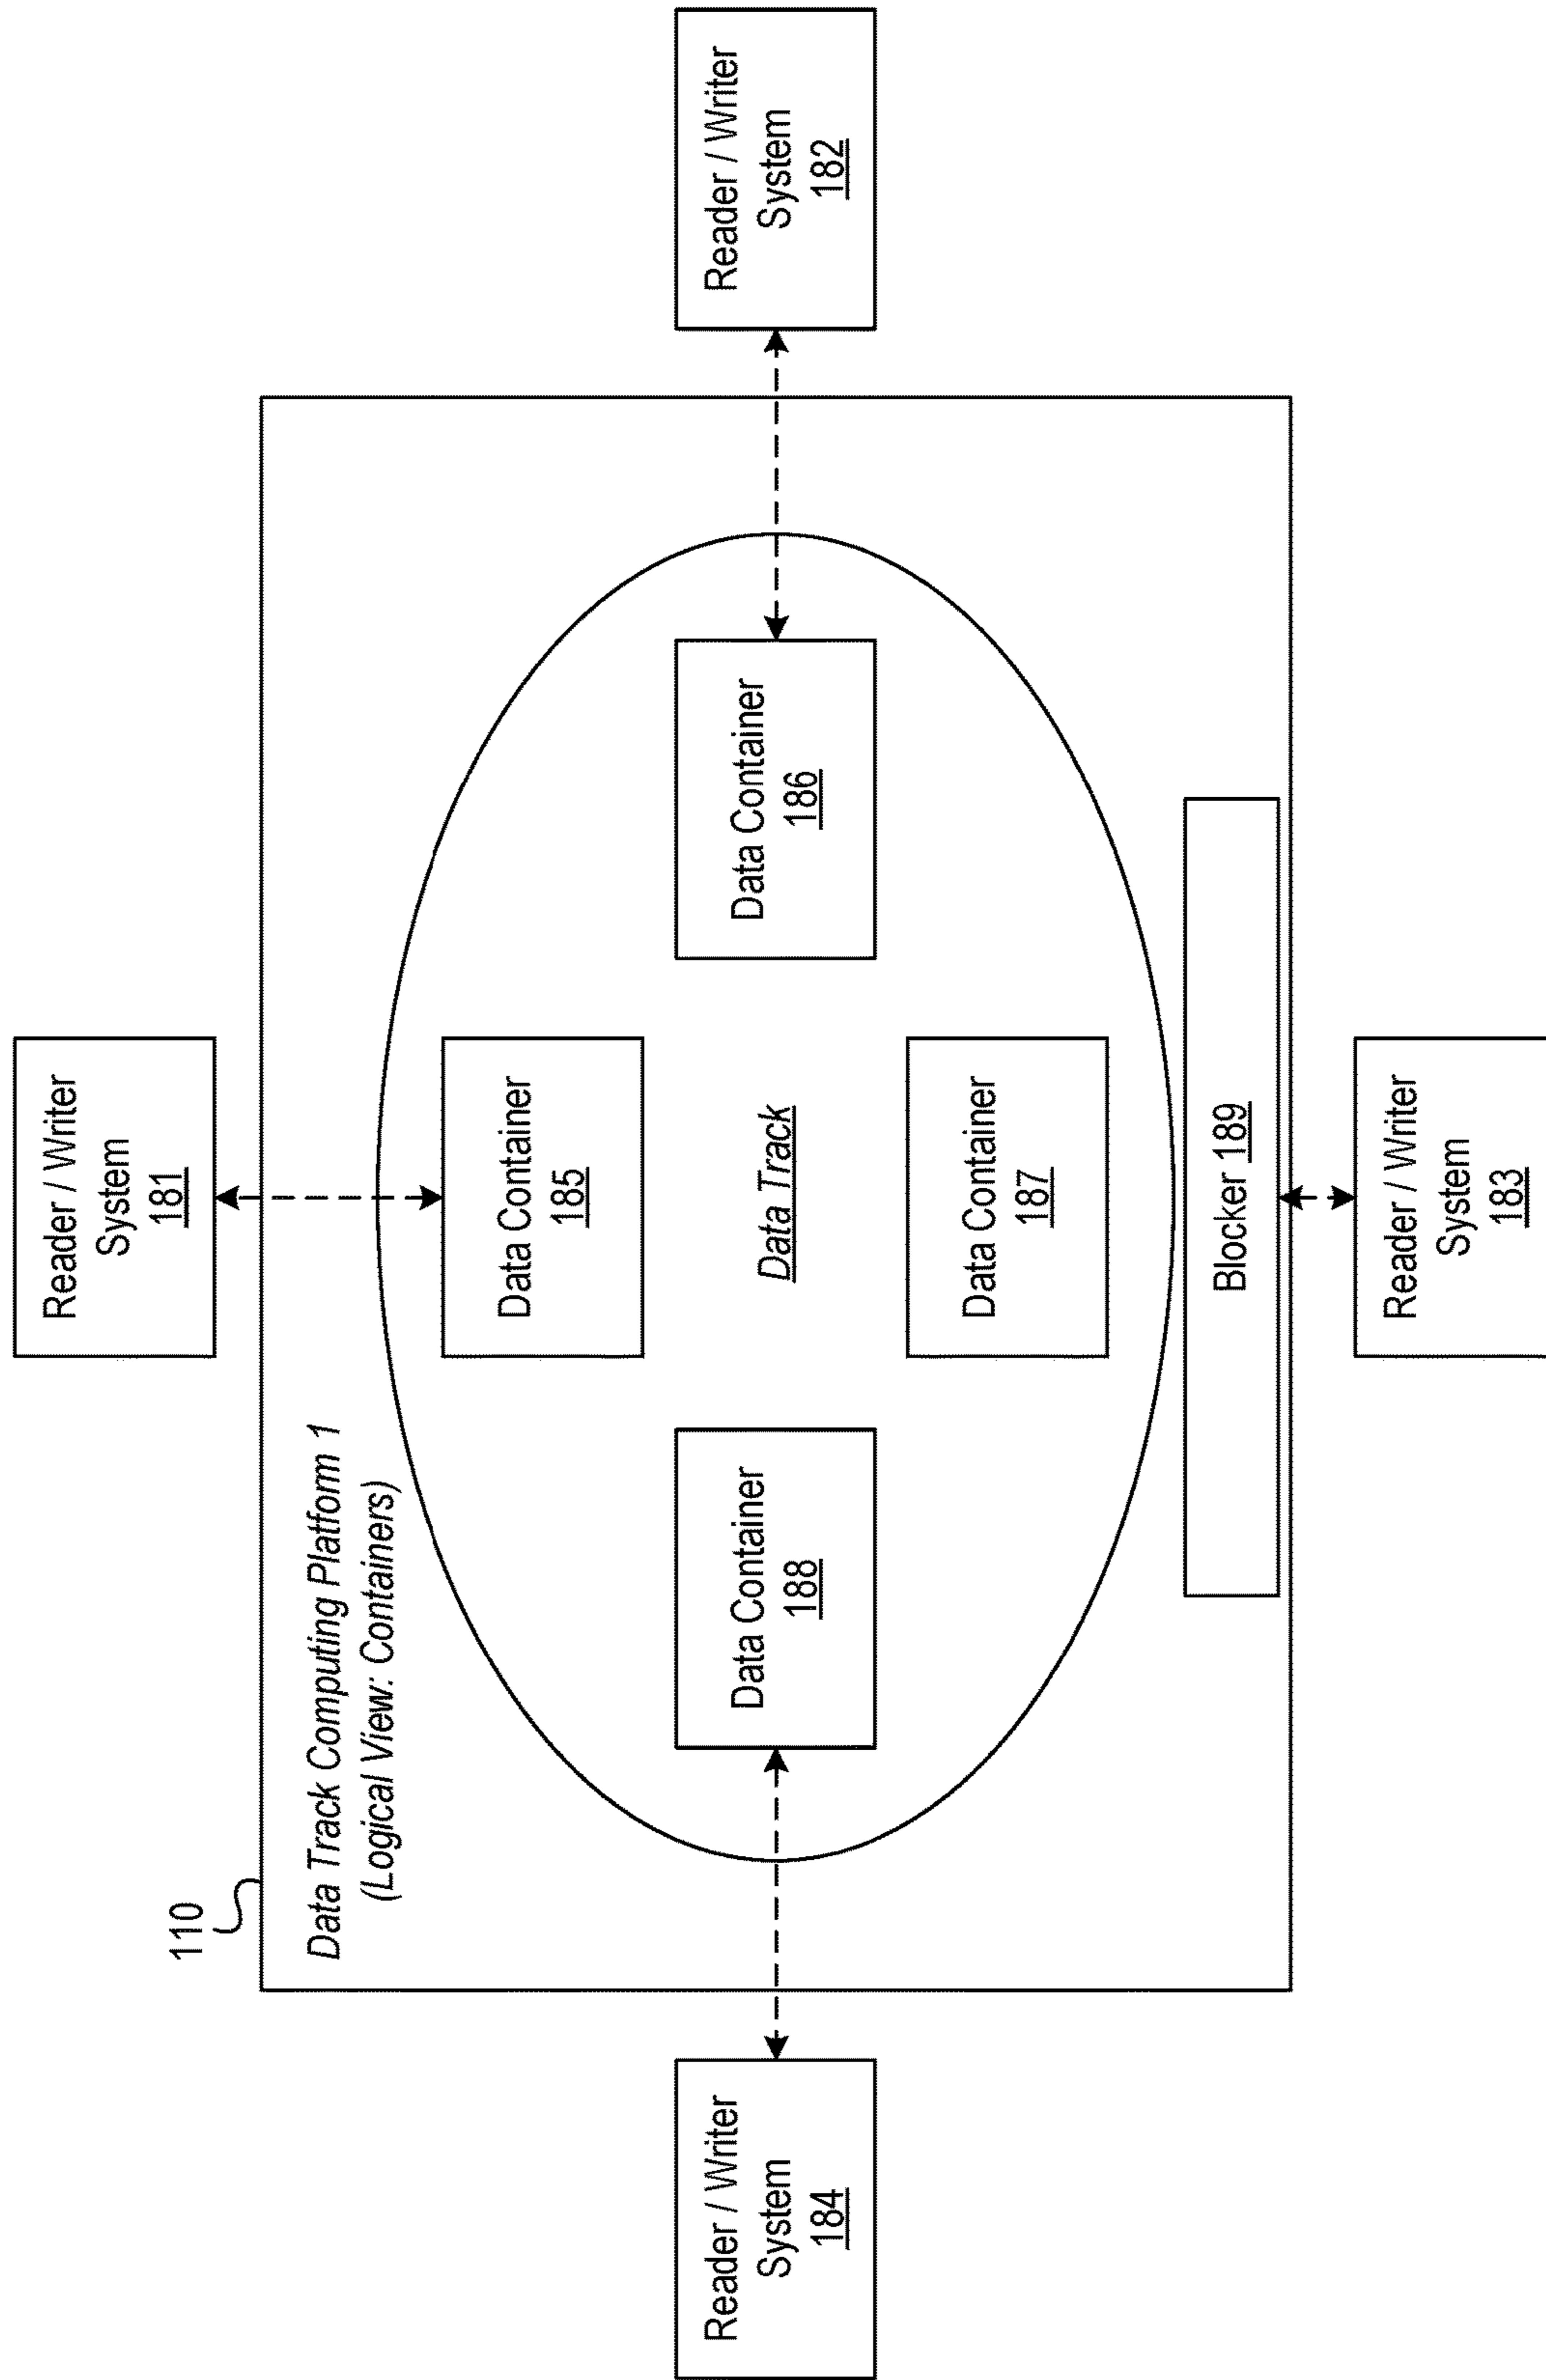 110
Data Track Computing Platform 1
(Logical View: Containers)
Reader / Writer
System
181
Data Container
185
Reader / Writer
System
184
Data Container
188
Data Track
Data Container
186
Reader / Writer
System
182
Data Container
187
Blocker 189
Reader / Writer
System
183